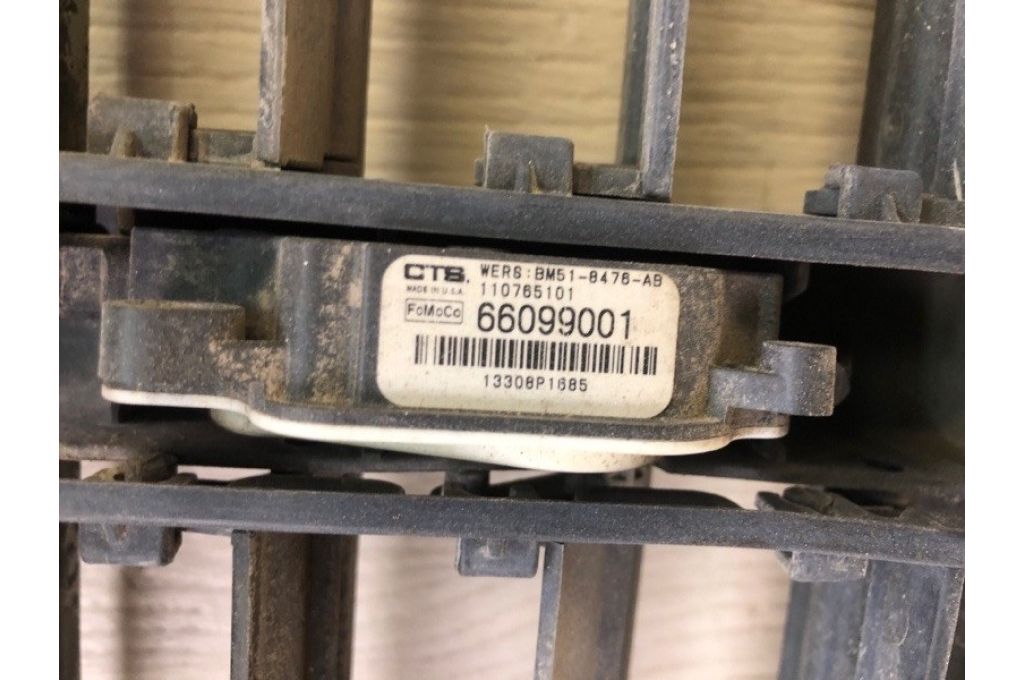 CTS. WERS:BM51-8476-AB
MADE IN U.S.A. 110765101
FoMoCo 66099001
13308P1685